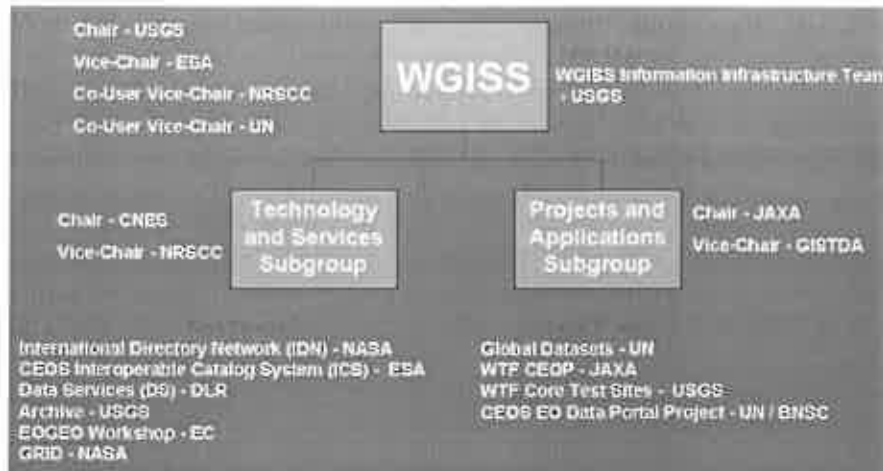 Chair - USGS
Vice-Chair - ESA
Co-User Vice-Chair - NRSCC
Co-User Vice-Chair - UN
WGISS
WGISS Information Infrastructure Team
- USGS
Chair - CNES
Vice-Chair - NRSCC
Technology
and Services
Subgroup
Projects and
Applications
Subgroup
Chair - JAXA
Vice-Chair - GISTDA
International Directory Network (IDN) - NASA
CEOS Interoperable Catalog System (ICS) - ESA
Data Services (DS) - DLR
Archive - USGS
EOGEO Workshop - EC
GRID - NASA
Global Datasets - UN
WTF CEOP - JAXA
WTF Core Test Sites - USGS
CEOS EO Data Portal Project - UN / BNSC